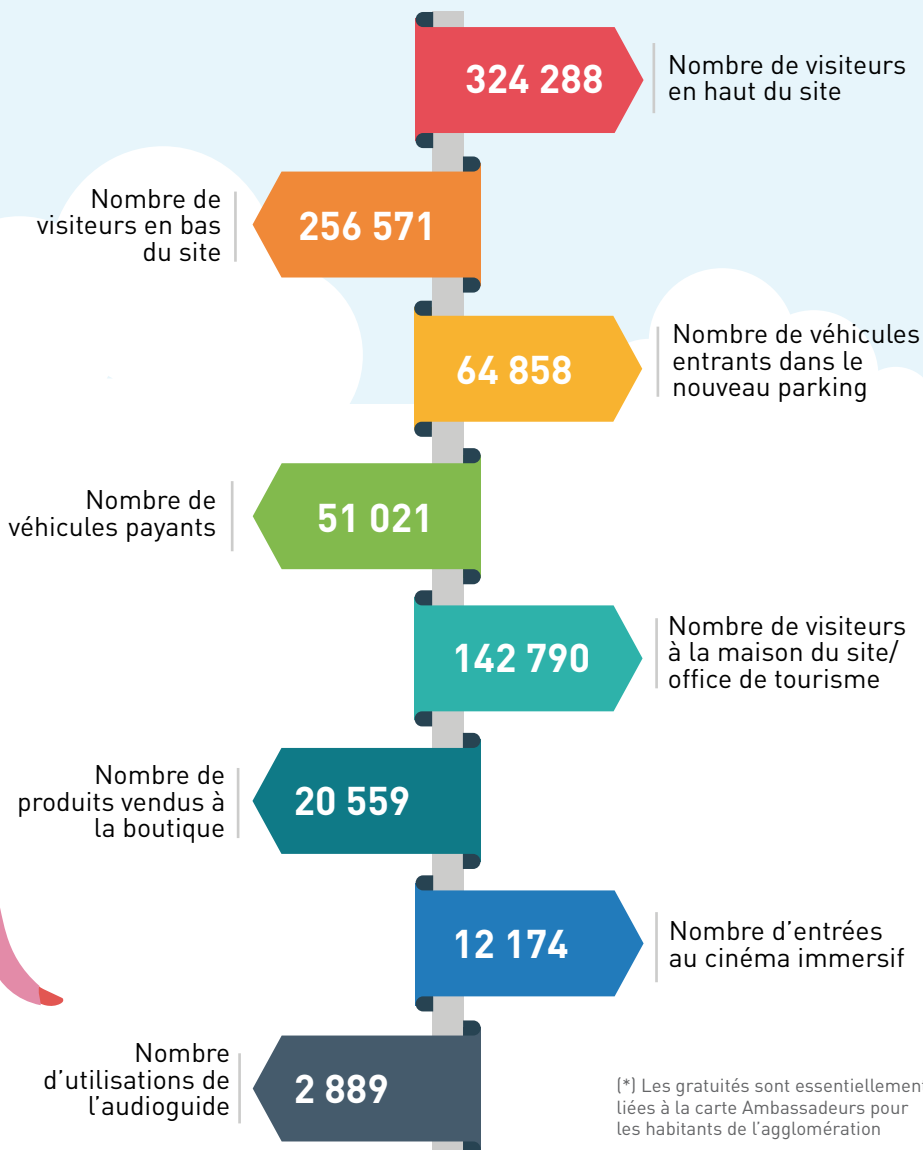 324 288
Nombre de visiteurs
en haut du site
Nombre de
visiteurs en bas
du site
256 571
64 858
Nombre de véhicules
entrants dans le
nouveau parking
Nombre de
véhicules payants
51 021
142 790
Nombre de visiteurs
à la maison du site/
office de tourisme
Nombre de
produits vendus à
la boutique
20 559
12 174
Nombre d’entrées
au cinéma immersif
Nombre
d’utilisations de
l’audioguide
2 889
(*) Les gratuités sont essentiellement
liées à la carte Ambassadeurs pour
les habitants de l’agglomération